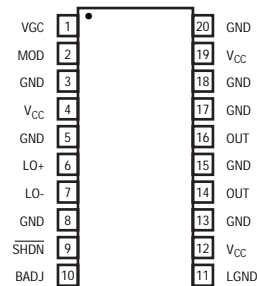 VGC 1 20 GND
MOD 2 19 VCC
GND 3 18 GND
VCC 4 17 GND
GND 5 16 OUT
LO+ 6 15 GND
LO- 7 14 OUT
GND 8 13 GND
SHDN 9 12 VCC
BADJ 10 11 LGND